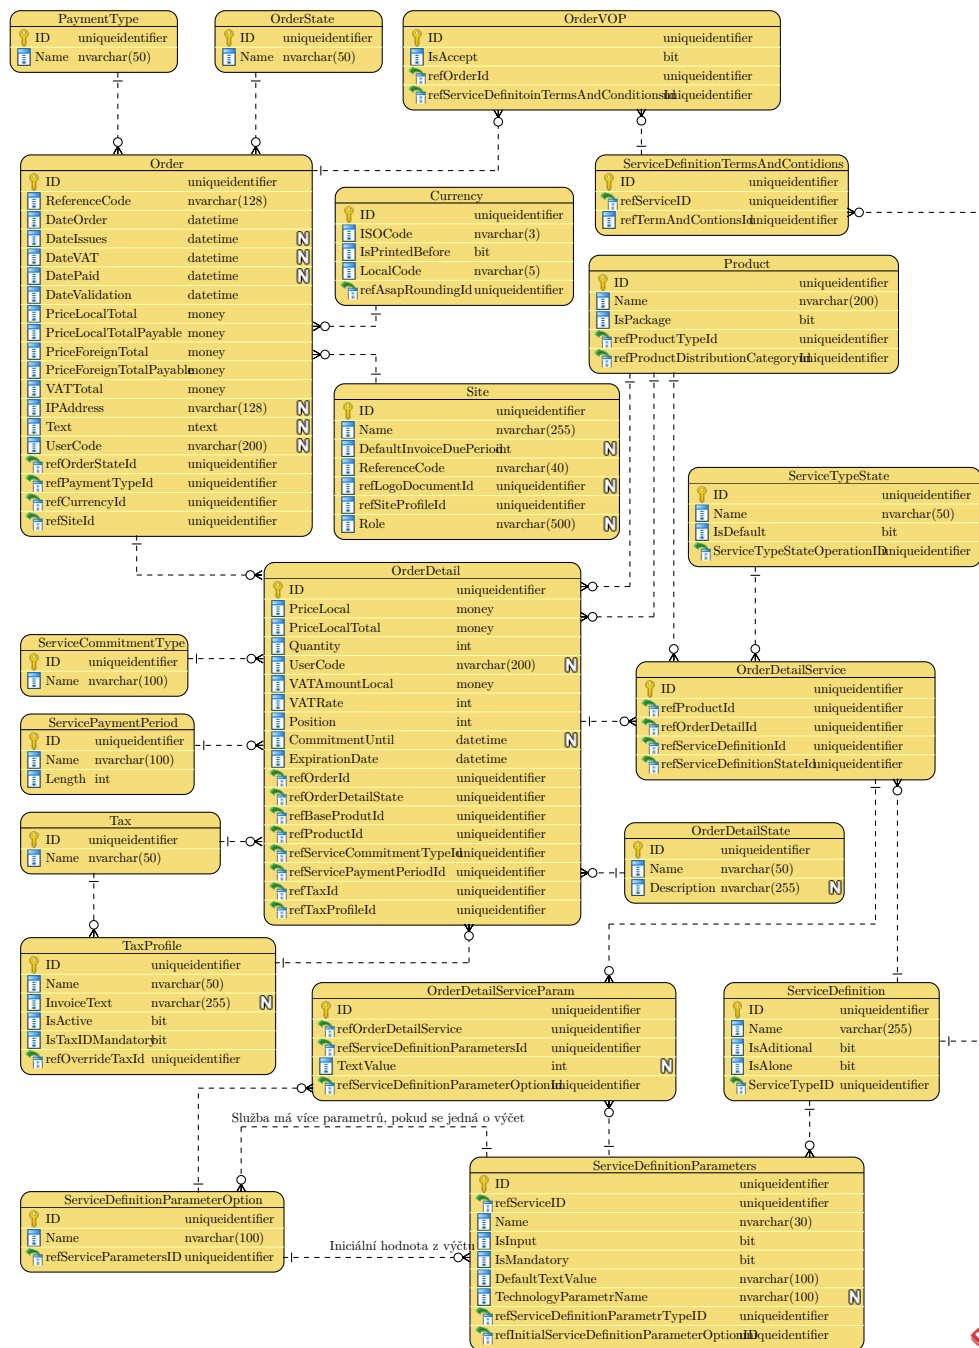 PaymentType
ID uniqueidentifier
Name nvarchar(50)
OrderState
ID uniqueidentifier
Name nvarchar(50)
OrderVOP
ID uniqueidentifier
IsAccept bit
refOrderId uniqueidentifier
refServiceDefinitoinTermsAndConditionsId uniqueidentifier
Order
ID uniqueidentifier
ReferenceCode nvarchar(128)
DateOrder datetime
DateIssues datetime N
DateVAT datetime N
DatePaid datetime N
DateValidation datetime
PriceLocalTotal money
PriceLocalTotalPayable money
PriceForeignTotal money
PriceForeignTotalPayable money
VATTotal money
IPAddress nvarchar(128) N
Text ntext N
UserCode nvarchar(200) N
refOrderStateId uniqueidentifier
refPaymentTypeId uniqueidentifier
refCurrencyId uniqueidentifier
refSiteId uniqueidentifier
ServiceDefinitionTermsAndContidions
ID uniqueidentifier
refServiceID uniqueidentifier
refTermAndContionsId uniqueidentifier
Currency
ID uniqueidentifier
ISOCode nvarchar(3)
IsPrintedBefore bit
LocalCode nvarchar(5)
refAsapRoundingId uniqueidentifier
Product
ID uniqueidentifier
Name nvarchar(200)
IsPackage bit
refProductTypeId uniqueidentifier
refProductDistributionCategoryId uniqueidentifier
Site
ID uniqueidentifier
Name nvarchar(255)
DefaultInvoiceDuePeriod int N
ReferenceCode nvarchar(40)
refLogoDocumentId uniqueidentifier N
refSiteProfileId uniqueidentifier
Role nvarchar(500) N
ServiceTypeState
ID uniqueidentifier
Name nvarchar(50)
IsDefault bit
ServiceTypeStateOperationID uniqueidentifier
OrderDetail
ID uniqueidentifier
PriceLocal money
PriceLocalTotal money
Quantity int
UserCode nvarchar(200) N
VATAmountLocal money
VATRate int
Position int
CommitmentUntil datetime N
ExpirationDate datetime
refOrderId uniqueidentifier
refOrderDetailState uniqueidentifier
refBaseProdutId uniqueidentifier
refProductId uniqueidentifier
refServiceCommitmentTypeId uniqueidentifier
refServicePaymentPeriodId uniqueidentifier
refTaxId uniqueidentifier
refTaxProfileId uniqueidentifier
ServiceCommitmentType
ID uniqueidentifier
Name nvarchar(100)
OrderDetailService
ID uniqueidentifier
refProductId uniqueidentifier
refOrderDetailId uniqueidentifier
refServiceDefinitionId uniqueidentifier
refServiceDefinitionStateId uniqueidentifier
ServicePaymentPeriod
ID uniqueidentifier
Name nvarchar(100)
Length int
Tax
ID uniqueidentifier
Name nvarchar(50)
OrderDetailState
ID uniqueidentifier
Name nvarchar(50)
Description nvarchar(255) N
TaxProfile
ID uniqueidentifier
Name nvarchar(50)
InvoiceText nvarchar(255) N
IsActive bit
IsTaxIDMandatory bit
refOverrideTaxId uniqueidentifier
OrderDetailServiceParam
ID uniqueidentifier
refOrderDetailService uniqueidentifier
refServiceDefinitionParametersId uniqueidentifier
TextValue int N
refServiceDefinitionParameterOptionId uniqueidentifier
ServiceDefinition
ID uniqueidentifier
Name varchar(255)
IsAditional bit
IsAlone bit
ServiceTypeID uniqueidentifier
Služba má více parametrů, pokud se jedná o výčet
ServiceDefinitionParameterOption
ID uniqueidentifier
Name nvarchar(100)
refServiceParametersID uniqueidentifier
Iniciální hodnota z výčtu
ServiceDefinitionParameters
ID uniqueidentifier
refServiceID uniqueidentifier
Name nvarchar(30)
IsInput bit
IsMandatory bit
DefaultTextValue nvarchar(100)
TechnologyParametrName nvarchar(100) N
refServiceDefinitionParametrTypeID uniqueidentifier
refInitialServiceDefinitionParameterOptionID uniqueidentifier